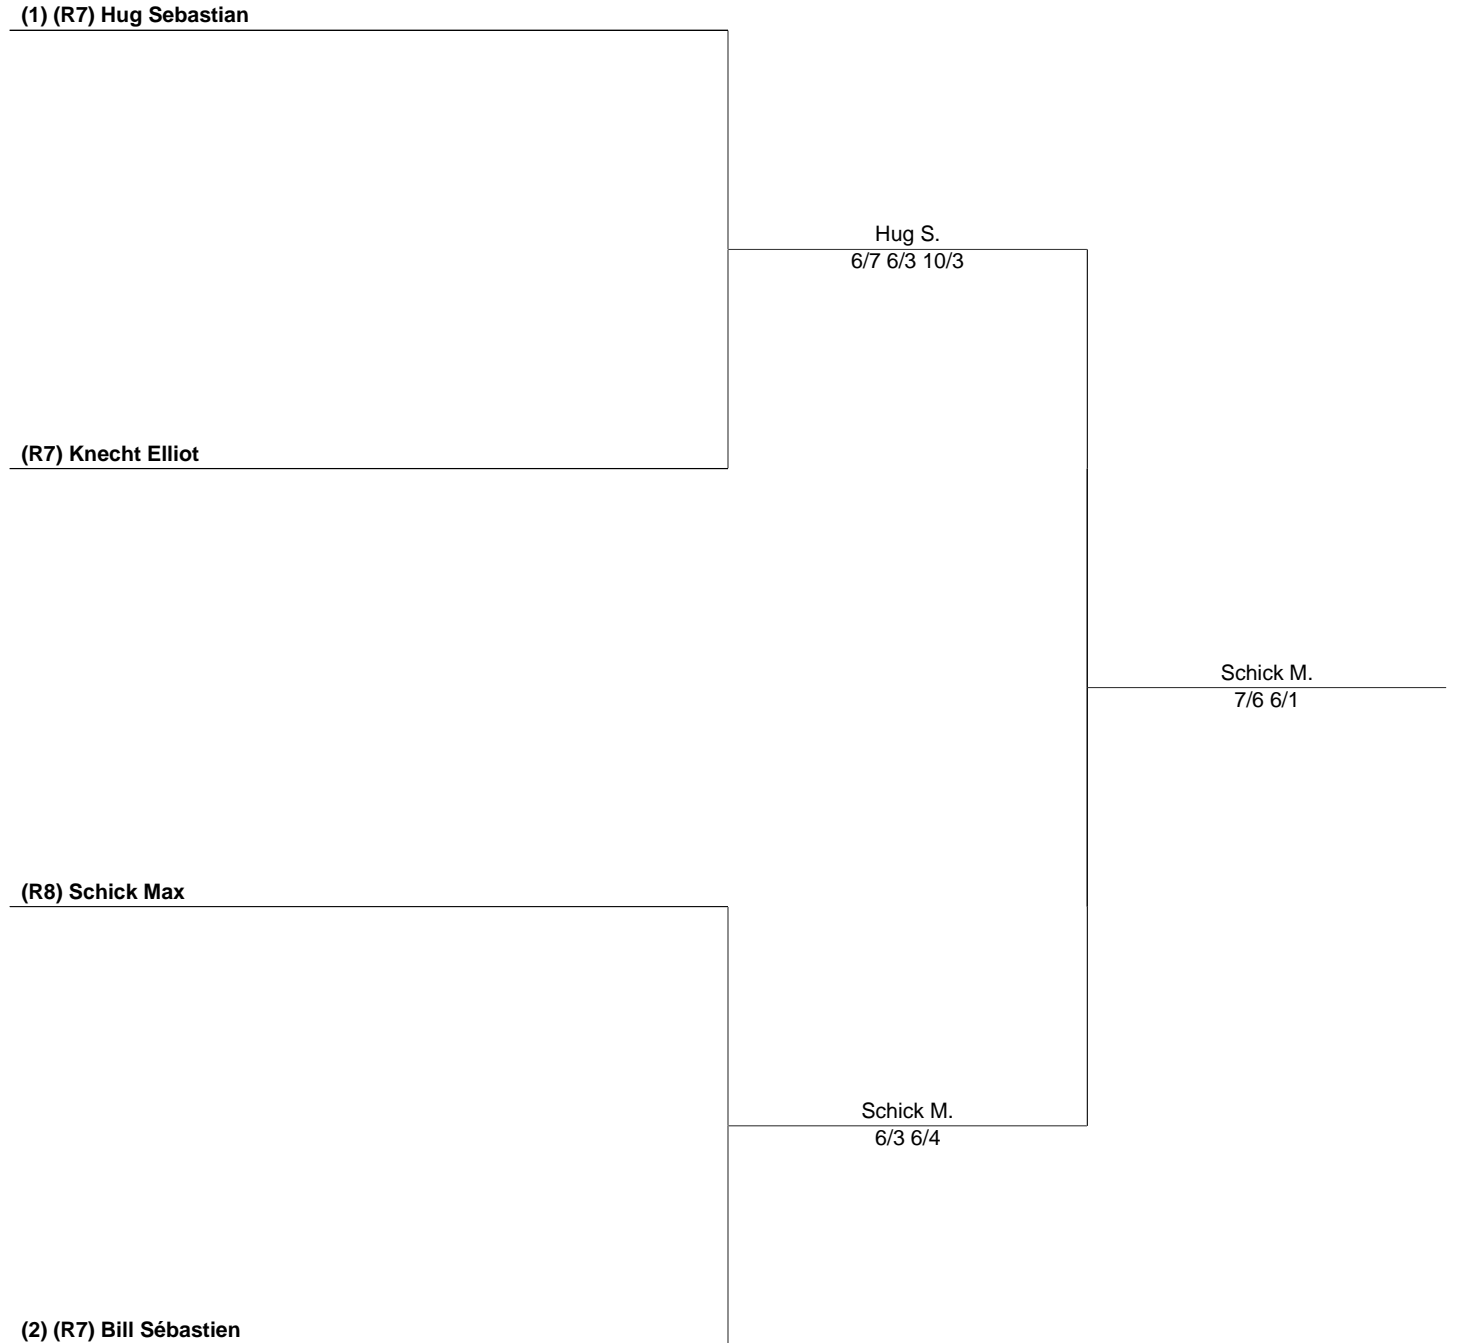 (1) (R7) Hug Sebastian
Hug S.
6/7 6/3 10/3
(R7) Knecht Elliot
Schick M.
7/6 6/1
(R8) Schick Max
Schick M.
6/3 6/4
(2) (R7) Bill Sébastien